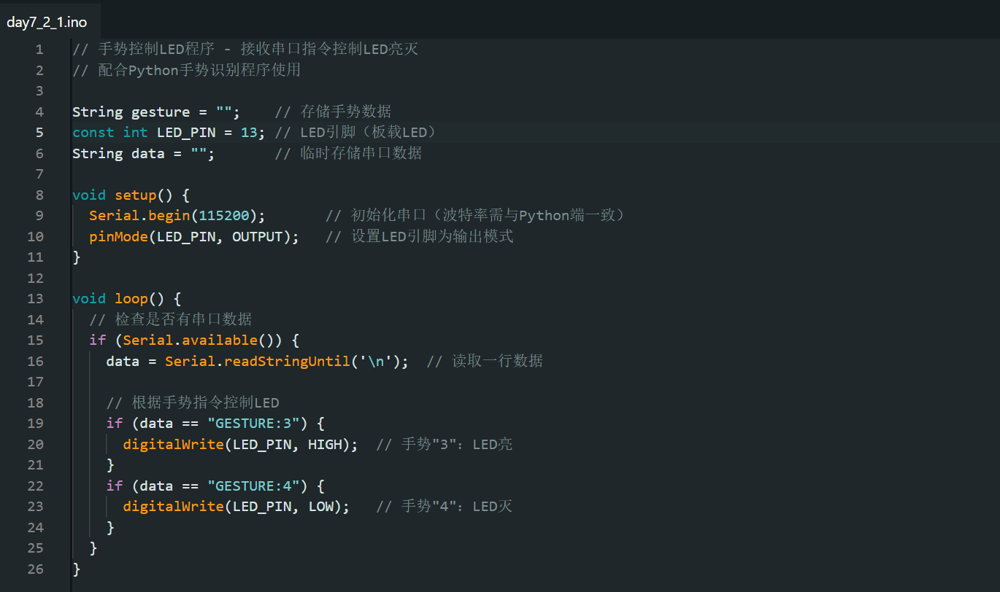 day7_2_1.ino
1 // 手势控制LED程序 - 接收串口指令控制LED亮灭
2 // 配合Python手势识别程序使用
3
4 String gesture = "";    // 存储手势数据
5 const int LED_PIN = 13; // LED引脚（板载LED）
6 String data = "";       // 临时存储串口数据
7
8 void setup() {
9   Serial.begin(115200);       // 初始化串口（波特率需与Python端一致）
10   pinMode(LED_PIN, OUTPUT);   // 设置LED引脚为输出模式
11 }
12
13 void loop() {
14   // 检查是否有串口数据
15   if (Serial.available()) {
16     data = Serial.readStringUntil('\n');  // 读取一行数据
17
18     // 根据手势指令控制LED
19     if (data == "GESTURE:3") {
20       digitalWrite(LED_PIN, HIGH);  // 手势"3"：LED亮
21     }
22     if (data == "GESTURE:4") {
23       digitalWrite(LED_PIN, LOW);   // 手势"4"：LED灭
24     }
25   }
26 }